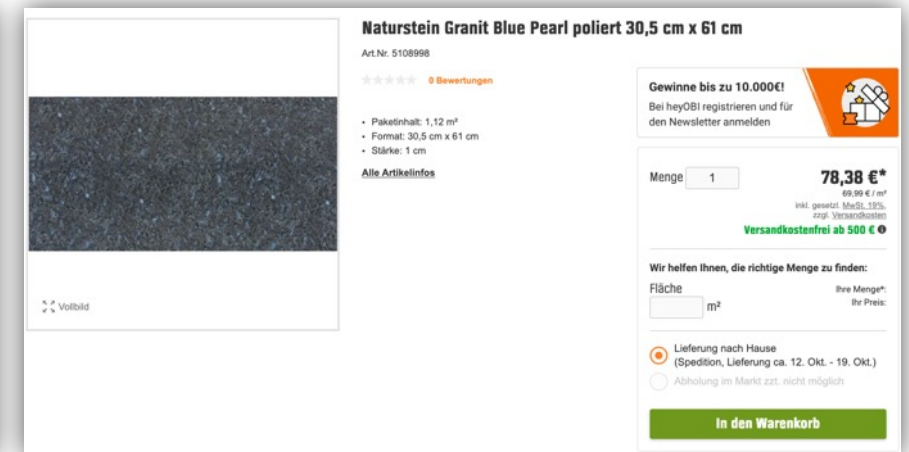 Naturstein Granit Blue Pearl poliert 30,5 cm x 61 cm
Art.Nr. 5108998
0 Bewertungen
• Paketinhalt: 1,12 m²
• Format: 30,5 cm x 61 cm
• Stärke: 1 cm
Alle Artikelinfos
Vollbild
Gewinne bis zu 10.000€!
Bei heyOBI registrieren und für
den Newsletter anmelden
Menge 1 78,38 €*
69,99 € / m²
inkl. gesetzl. MwSt. 19%,
zzgl. Versandkosten
Versandkostenfrei ab 500 €
Wir helfen Ihnen, die richtige Menge zu finden:
Fläche Ihre Menge*:
m² Ihr Preis:
Lieferung nach Hause
(Spedition, Lieferung ca. 12. Okt. - 19. Okt.)
Abholung im Markt zzt. nicht möglich
In den Warenkorb